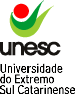 unesc
Universidade
do Extremo
Sul Catarinense